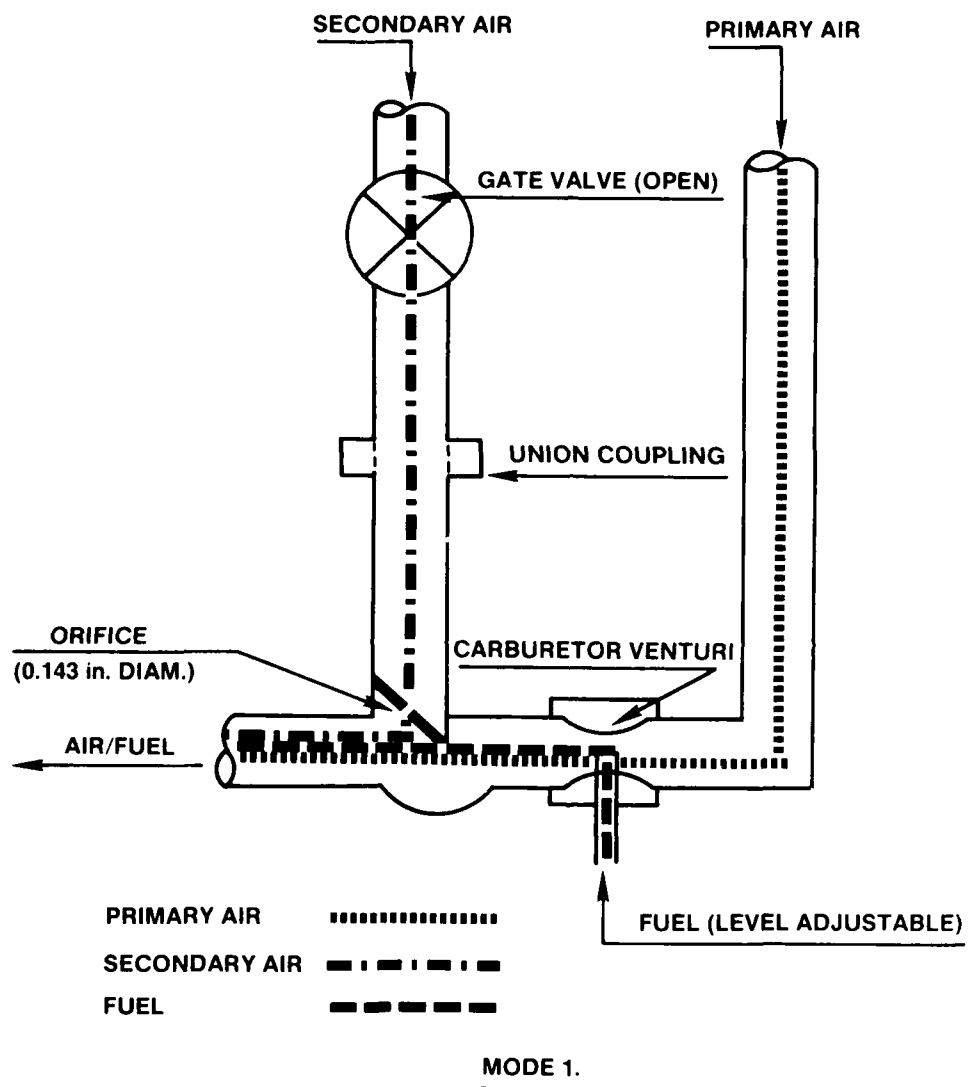 SECONDARY AIR
PRIMARY AIR
GATE VALVE (OPEN)
UNION COUPLING
ORIFICE
(0.143 in. DIAM.)
CARBURETOR VENTURI
AIR/FUEL
FUEL (LEVEL ADJUSTABLE)
PRIMARY AIR
SECONDARY AIR
FUEL
MODE 1.